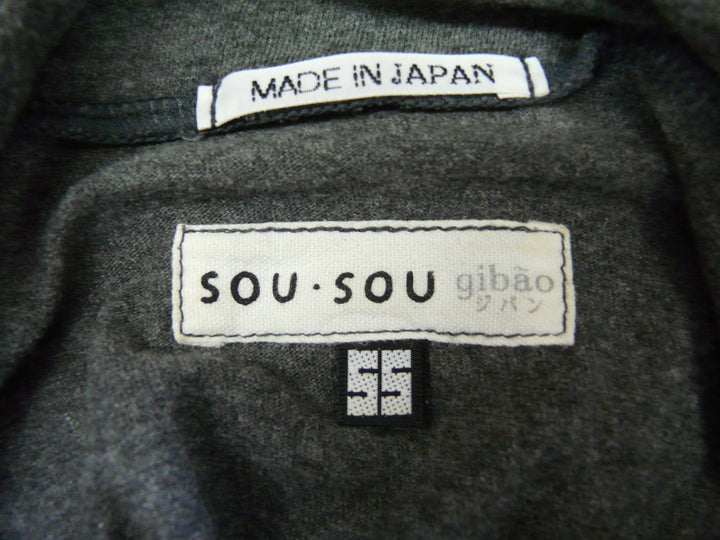 MADE IN JAPAN
SOU・SOU gibão
ジバン
SS